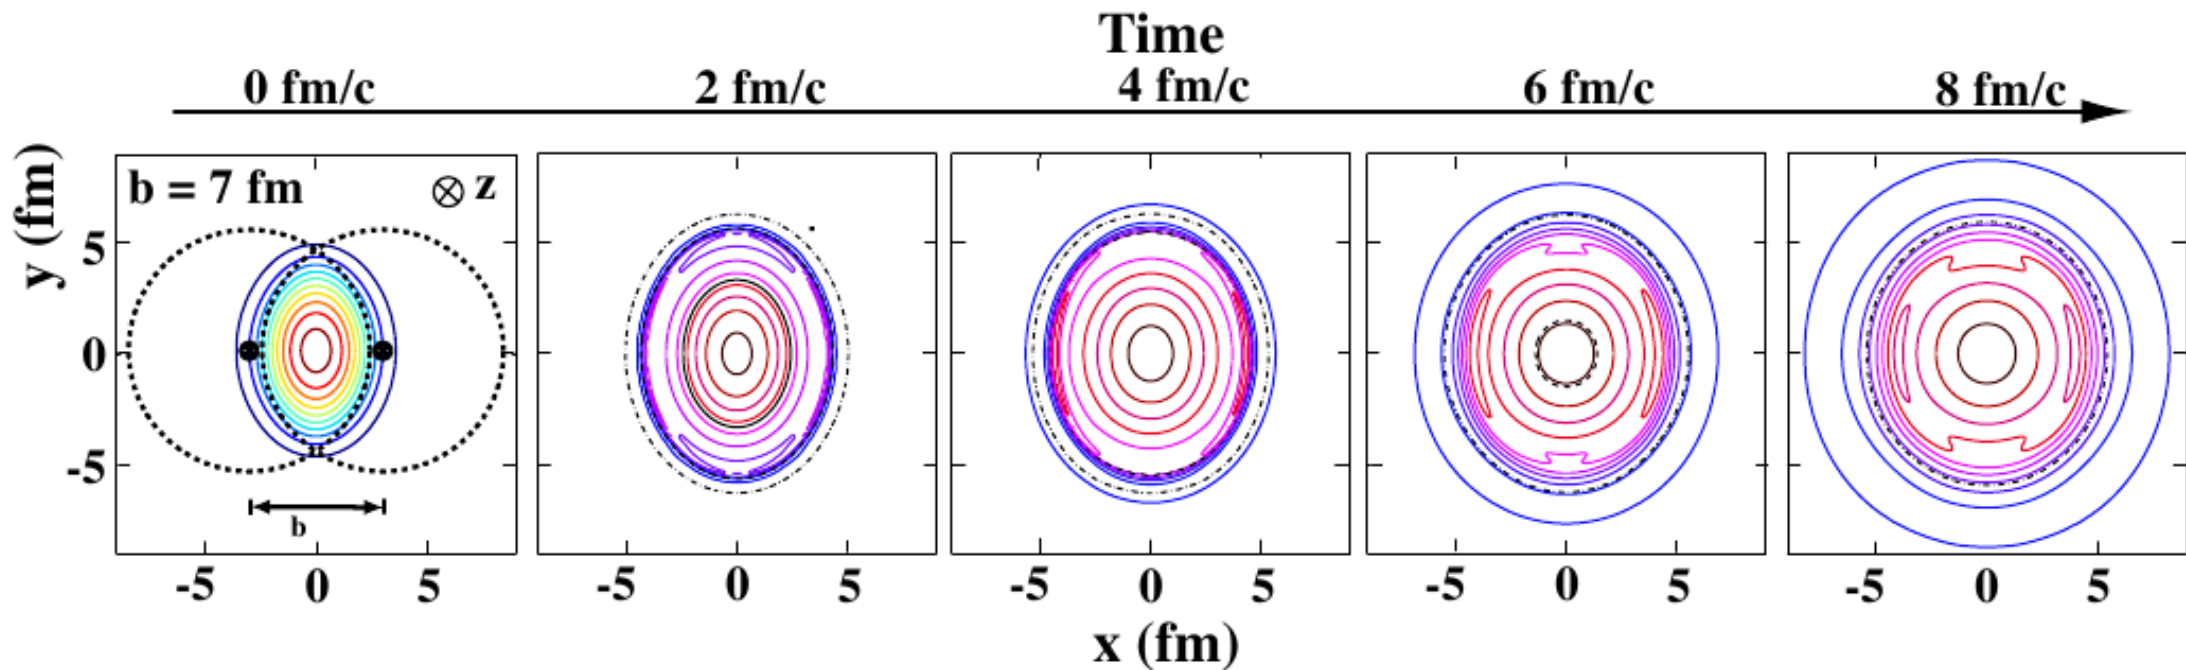 Time
0 fm/c 2 fm/c 4 fm/c 6 fm/c 8 fm/c
y (fm)
b = 7 fm ⊗ z
5
0
-5
b
-5 0 5 -5 0 5 -5 0 5 -5 0 5 -5 0 5
x (fm)